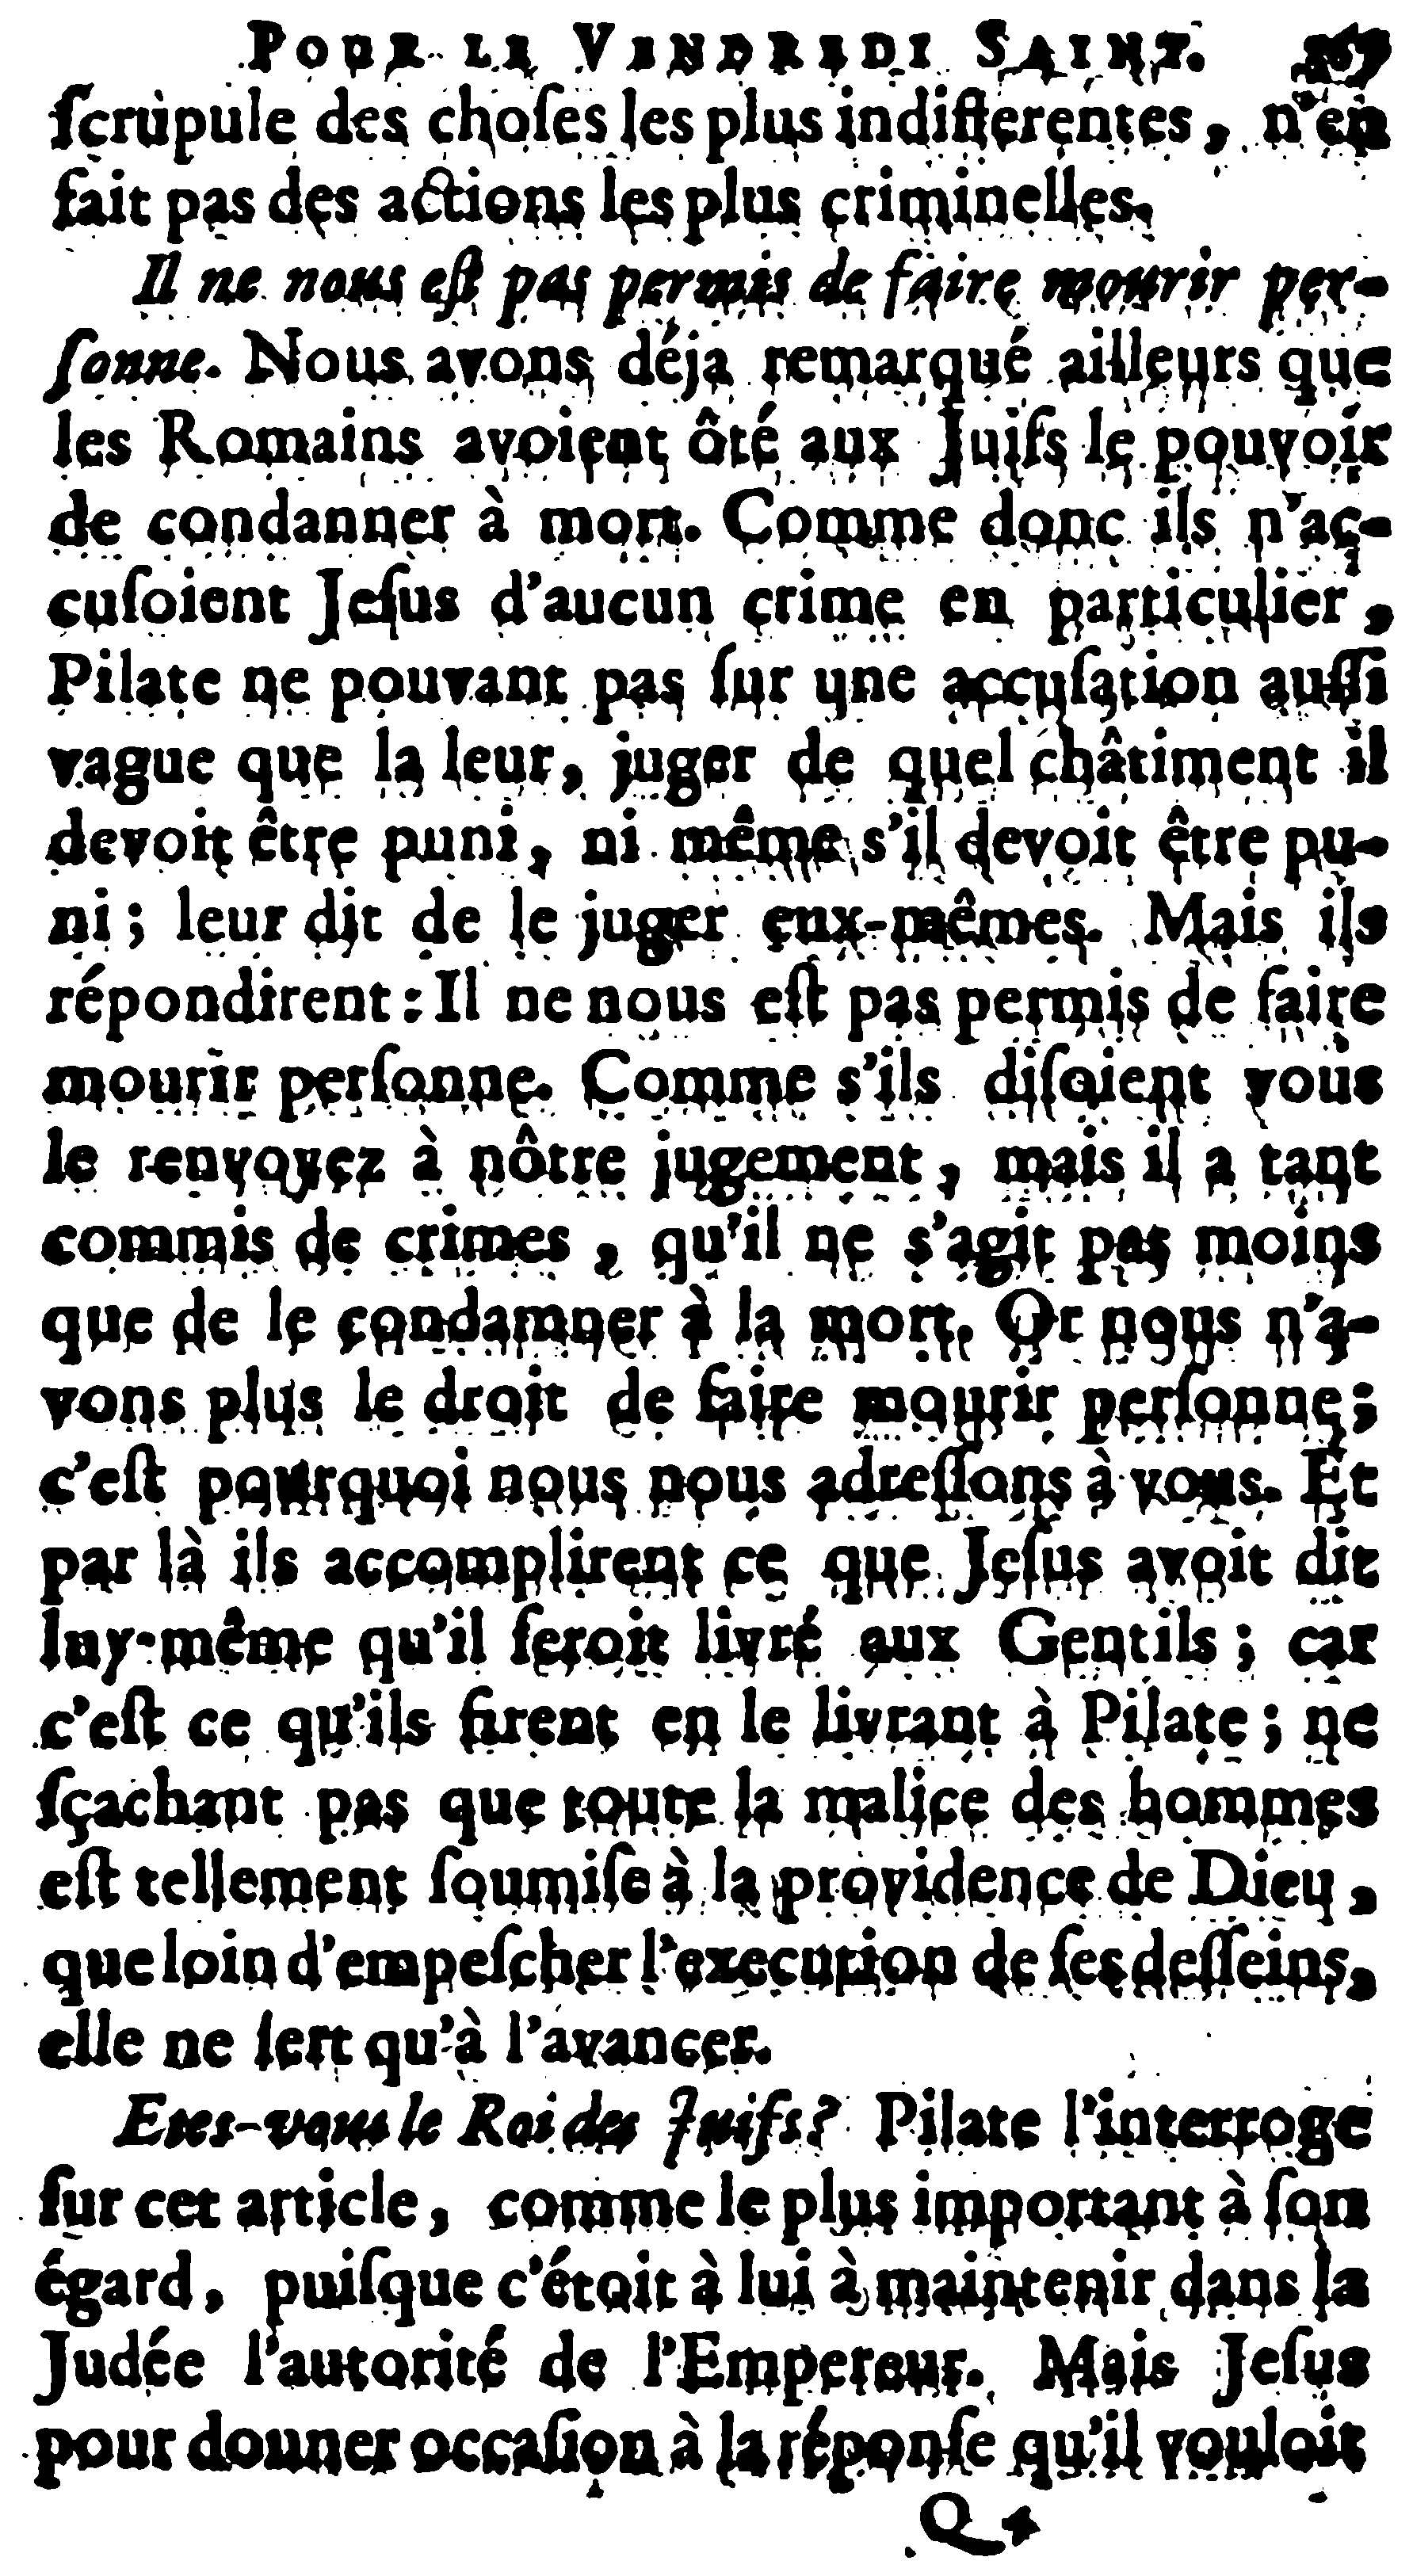 POUR LE VENDREDI SAINT.
ſcrupule des choſes les plus indifferentes, n'en
fait pas des actions les plus criminelles.
Il ne nous eſt pas permis de faire mourir per-
ſonne. Nous avons déja remarqué ailleurs que
les Romains avoient ôté aux Juifs le pouvoir
de condanner à mort. Comme donc ils n'ac-
cuſoient Jeſus d'aucun crime en particulier,
Pilate ne pouvant pas ſur une accuſation auſſi
vague que la leur, juger de quel châtiment il
devoit être puni, ni même s'il devoit être pu-
ni; leur dit de le juger eux-mêmes. Mais ils
répondirent: Il ne nous eſt pas permis de faire
mourir perſonne. Comme s'ils diſoient vous
le renvoyez à nôtre jugement, mais il a tant
commis de crimes, qu'il ne s'agit pas moins
que de le condamner à la mort. Or nous n'a-
vons plus le droit de faire mourir perſonne;
c'eſt pourquoi nous nous adreſſons à vous. Et
par là ils accomplirent ce que Jeſus avoit dit
luy-même qu'il ſeroit livré aux Gentils; car
c'eſt ce qu'ils firent en le livrant à Pilate; ne
ſçachant pas que toute la malice des hommes
eſt tellement ſoumiſe à la providence de Dieu,
que loin d'empeſcher l'execution de ſes deſſeins,
elle ne ſert qu'à l'avancer.
Etes-vous le Roi des Juifs? Pilate l'interroge
ſur cet article, comme le plus important à ſon
égard, puiſque c'étoit à lui à maintenir dans la
Judée l'autorité de l'Empereur. Mais Jeſus
pour donner occaſion à la réponſe qu'il vouloit
Q